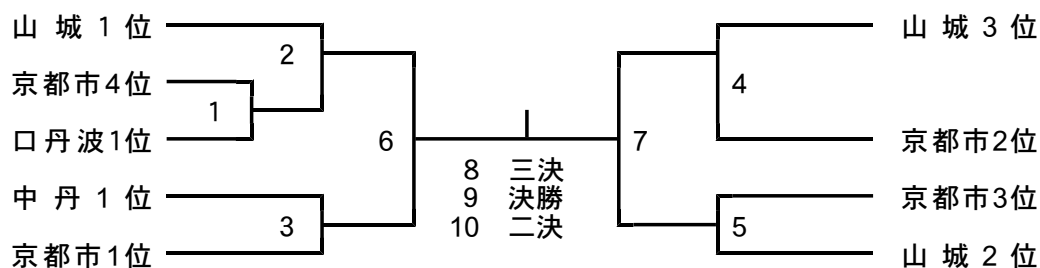 山城1位
京都市4位
口丹波1位
中丹1位
京都市1位
2
1
3
6
8 三決
9 決勝
10 二決
7
4
5
山城3位
京都市2位
京都市3位
山城2位